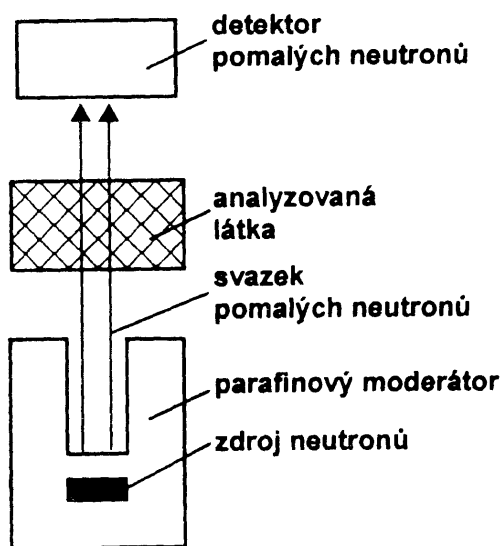 detektor
pomalých neutronů
analyzovaná
látka
svazek
pomalých neutronů
parafinový moderátor
zdroj neutronů